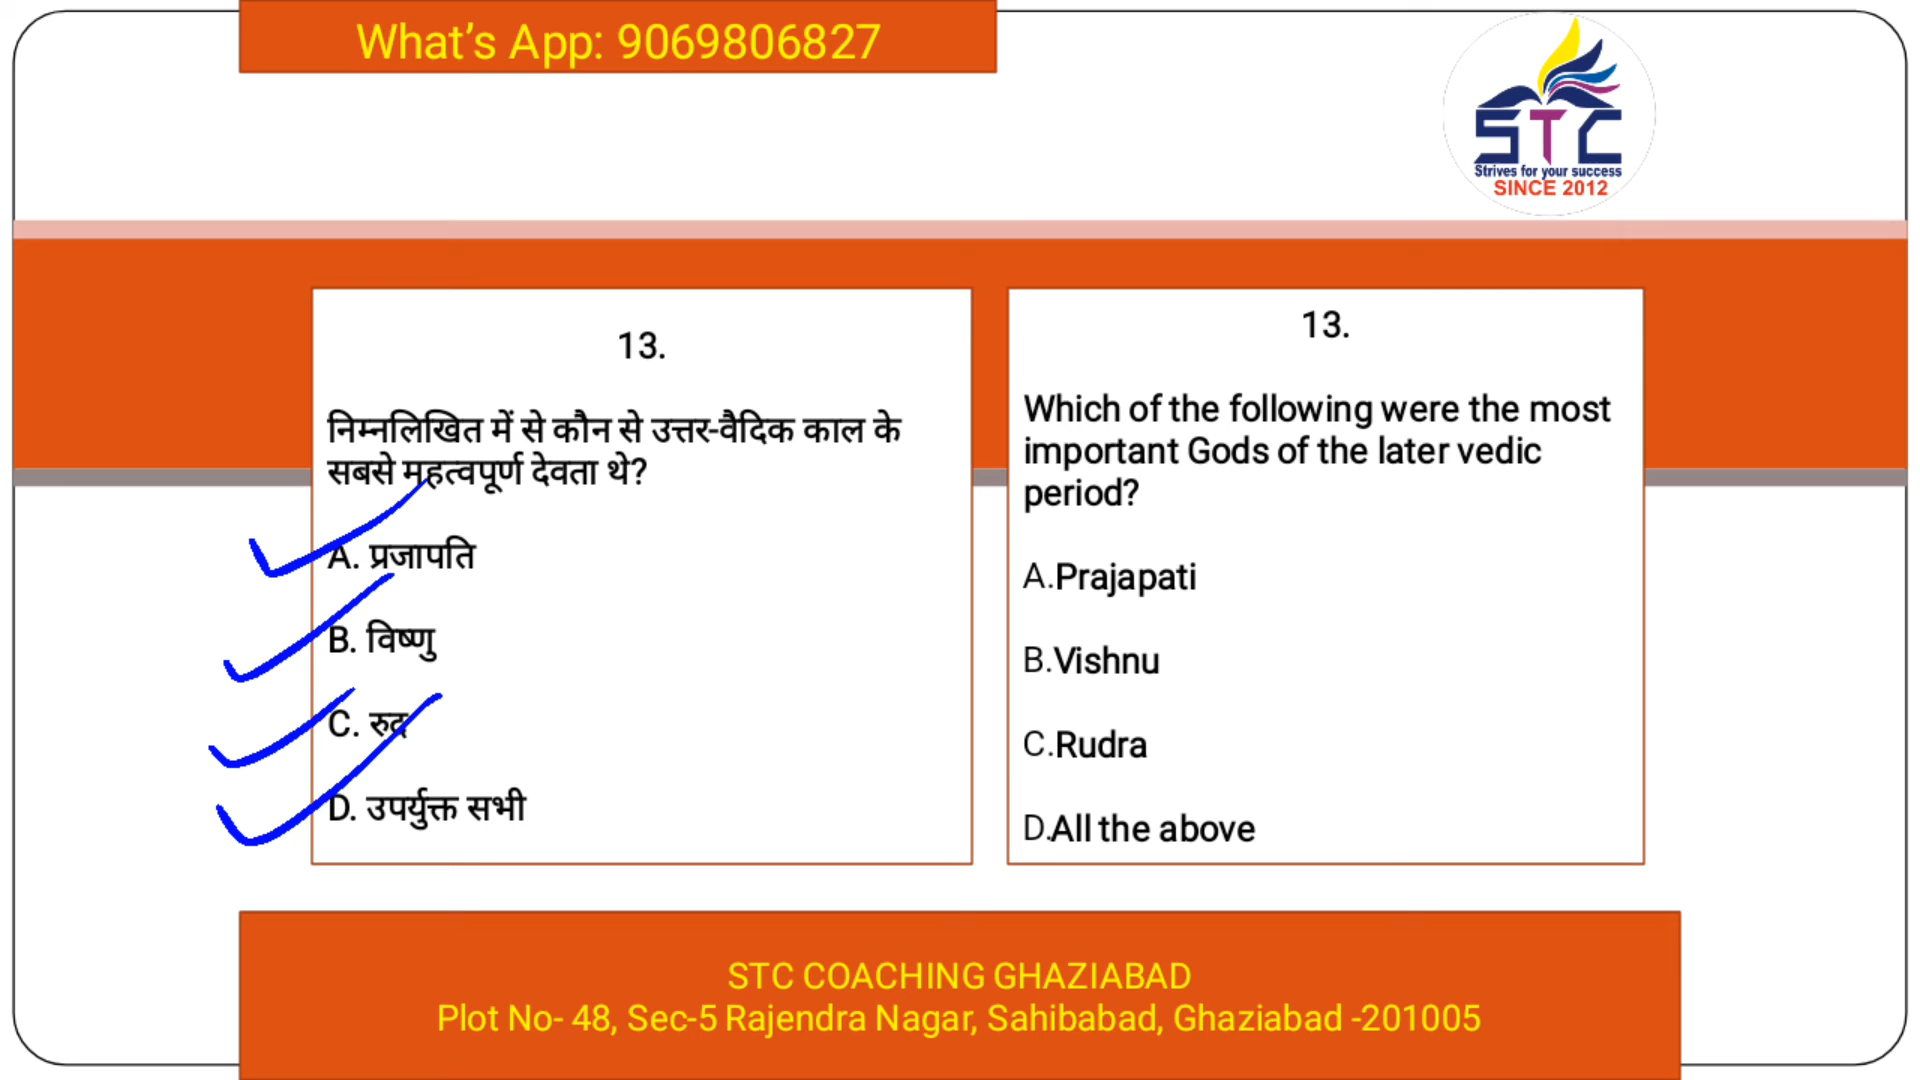 What’s App: 9069806827
STC
Strives for your success
SINCE 2012
13.
निम्नलिखित में से कौन से उत्तर-वैदिक काल के
सबसे महत्वपूर्ण देवता थे?
A. प्रजापति
B. विष्णु
C. रुद्र
D. उपर्युक्त सभी
13.
Which of the following were the most
important Gods of the later vedic
period?
A.Prajapati
B.Vishnu
C.Rudra
D.All the above
STC COACHING GHAZIABAD
Plot No- 48, Sec-5 Rajendra Nagar, Sahibabad, Ghaziabad -201005